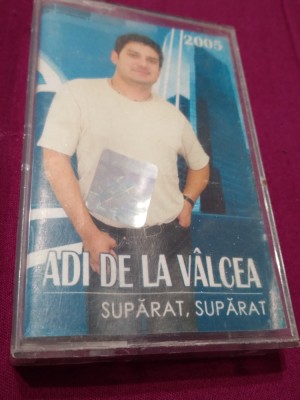 2005
ADI DE LA VÂLCEA
SUPĂRAT, SUPĂRAT